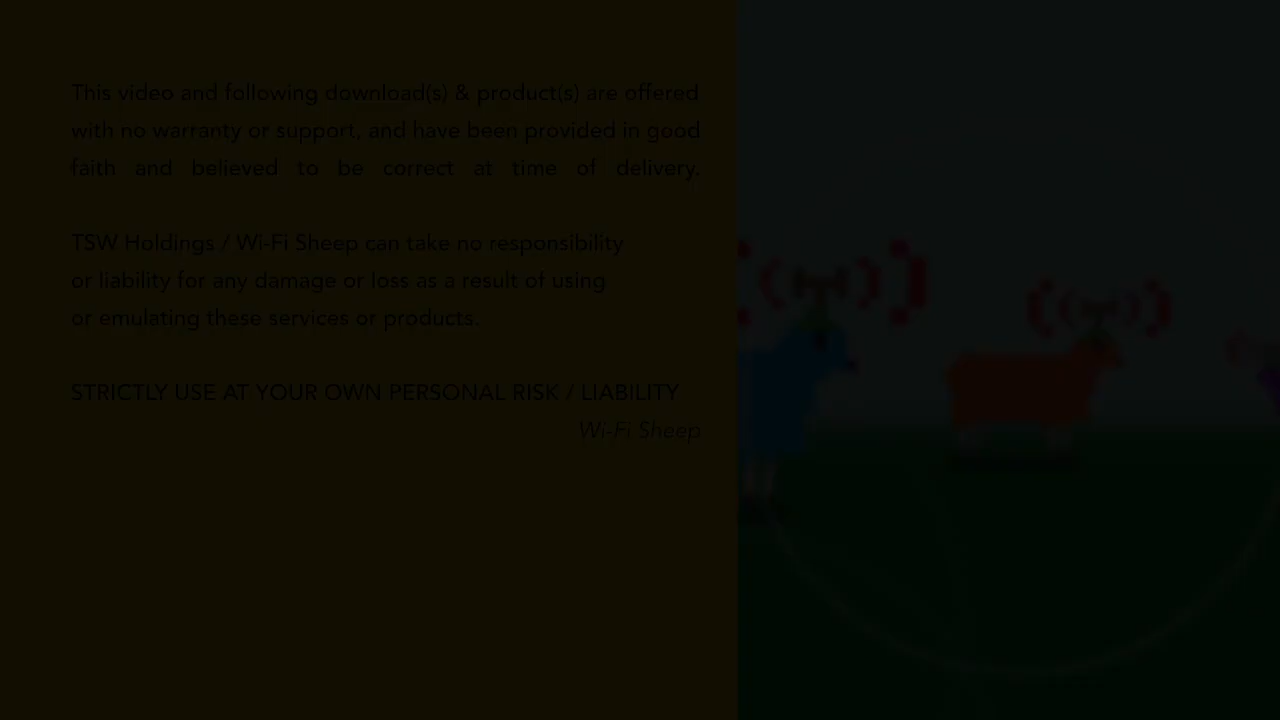 This video and following download(s) & product(s) are offered
with no warranty or support, and have been provided in good
faith and believed to be correct at time of delivery.
TSW Holdings / Wi-Fi Sheep can take no responsibility
or liability for any damage or loss as a result of using
or emulating these services or products.
STRICTLY USE AT YOUR OWN PERSONAL RISK / LIABILITY
Wi-Fi Sheep